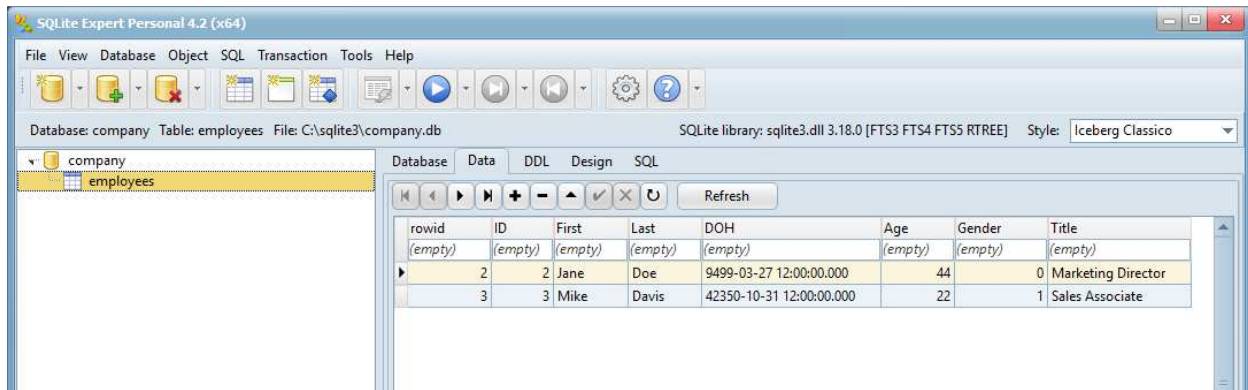 SQLite Expert Personal 4.2 (x64)
File View Database Object SQL Transaction Tools Help
Database: company Table: employees File: C:\sqlite3\company.db SQLite library: sqlite3.dll 3.18.0 [FTS3 FTS4 FTS5 RTREE] Style: Iceberg Classico
company
employees
Database Data DDL Design SQL
Refresh
rowid ID First Last DOH Age Gender Title
(empty) (empty) (empty) (empty) (empty) (empty) (empty) (empty)
2 2 Jane Doe 9499-03-27 12:00:00.000 44 0 Marketing Director
3 3 Mike Davis 42350-10-31 12:00:00.000 22 1 Sales Associate